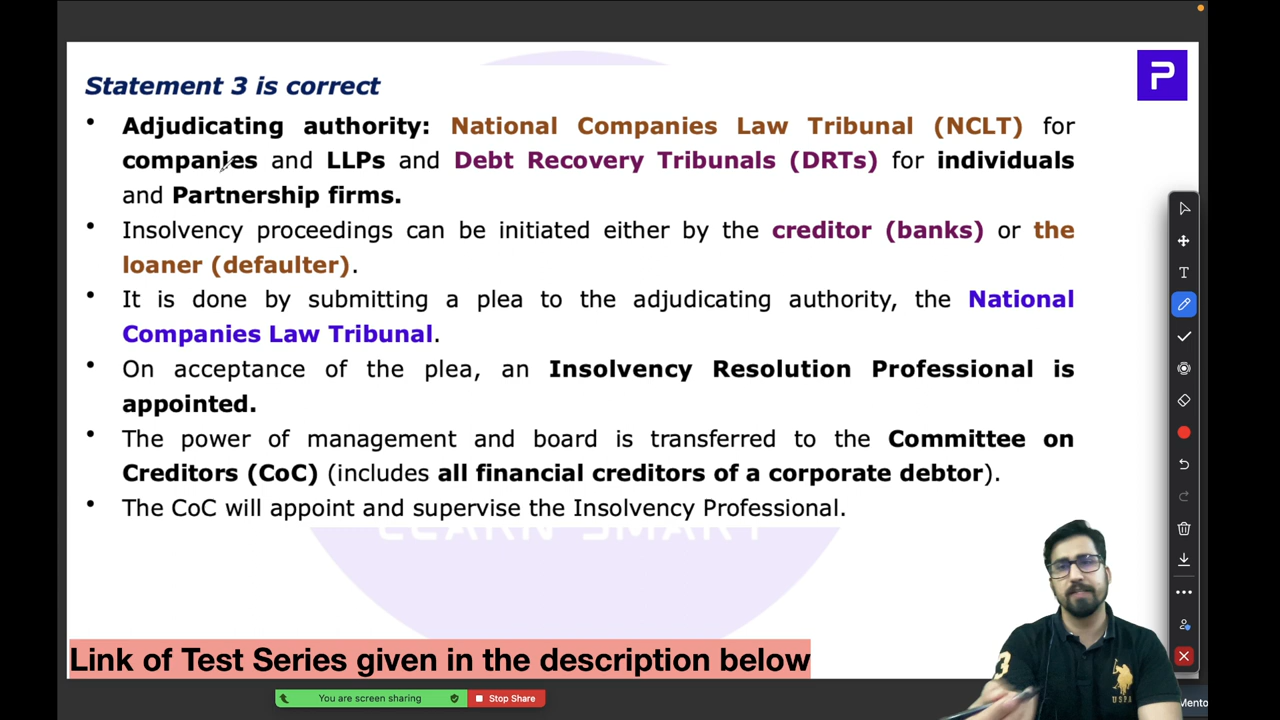 Statement 3 is correct
• Adjudicating authority: National Companies Law Tribunal (NCLT) for
companies and LLPs and Debt Recovery Tribunals (DRTs) for individuals
and Partnership firms.
• Insolvency proceedings can be initiated either by the creditor (banks) or the
loaner (defaulter).
• It is done by submitting a plea to the adjudicating authority, the National
Companies Law Tribunal.
• On acceptance of the plea, an Insolvency Resolution Professional is
appointed.
• The power of management and board is transferred to the Committee on
Creditors (CoC) (includes all financial creditors of a corporate debtor).
• The CoC will appoint and supervise the Insolvency Professional.
LEARN SMART
Link of Test Series given in the description below
You are screen sharing
Stop Share
USPA
Mento